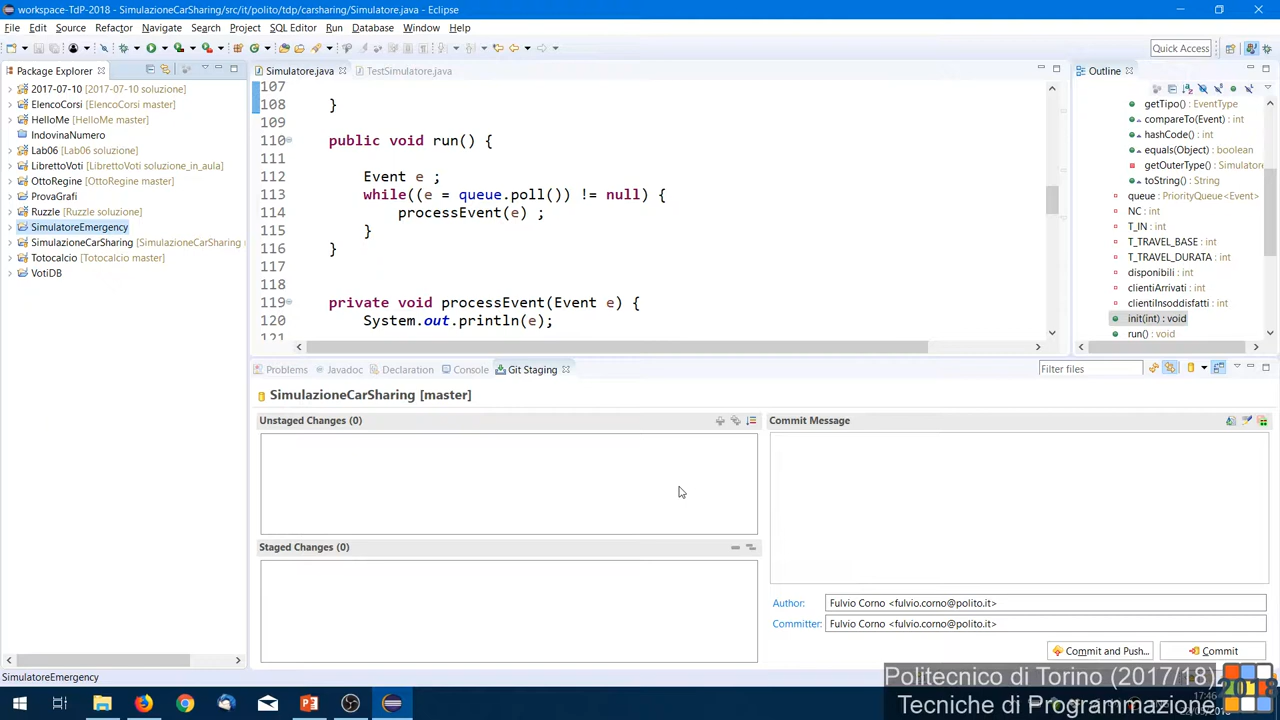 workspace-TdP-2018 - SimulazioneCarSharing/src/it/polito/tdp/carsharing/Simulatore.java - Eclipse
File Edit Source Refactor Navigate Search Project SQL Editor Run Database Window Help
Quick Access
Package Explorer
2017-07-10 [2017-07-10 soluzione]
ElencoCorsi [ElencoCorsi master]
HelloMe [HelloMe master]
IndovinaNumero
Lab06 [Lab06 soluzione]
LibrettoVoti [LibrettoVoti soluzione_in_aula]
OttoRegine [OttoRegine master]
ProvaGrafi
Ruzzle [Ruzzle soluzione]
SimulatoreEmergency
SimulazioneCarSharing [SimulazioneCarSharing
Totocalcio [Totocalcio master]
VotiDB
Simulatore.java TestSimulatore.java
107
108 }
109
110 public void run() {
111
112 Event e ;
113 while((e = queue.poll()) != null) {
114 processEvent(e) ;
115 }
116 }
117
118
119 private void processEvent(Event e) {
120 System.out.println(e);
121
Outline
getTipo() : EventType
compareTo(Event) : int
hashCode() : int
equals(Object) : boolean
getOuterType() : Simulatore
toString() : String
queue : PriorityQueue<Event>
NC : int
T_IN : int
T_TRAVEL_BASE : int
T_TRAVEL_DURATA : int
disponibili : int
clientiArrivati : int
clientiInsoddisfatti : int
init(int) : void
run() : void
Problems Javadoc Declaration Console Git Staging
Filter files
SimulazioneCarSharing [master]
Unstaged Changes (0)
Commit Message
Staged Changes (0)
Author: Fulvio Corno <fulvio.corno@polito.it>
Committer: Fulvio Corno <fulvio.corno@polito.it>
Commit and Push... Commit
SimulatoreEmergency
Politecnico di Torino (2017/18)
Tecniche di Programmazione
2018
17:46